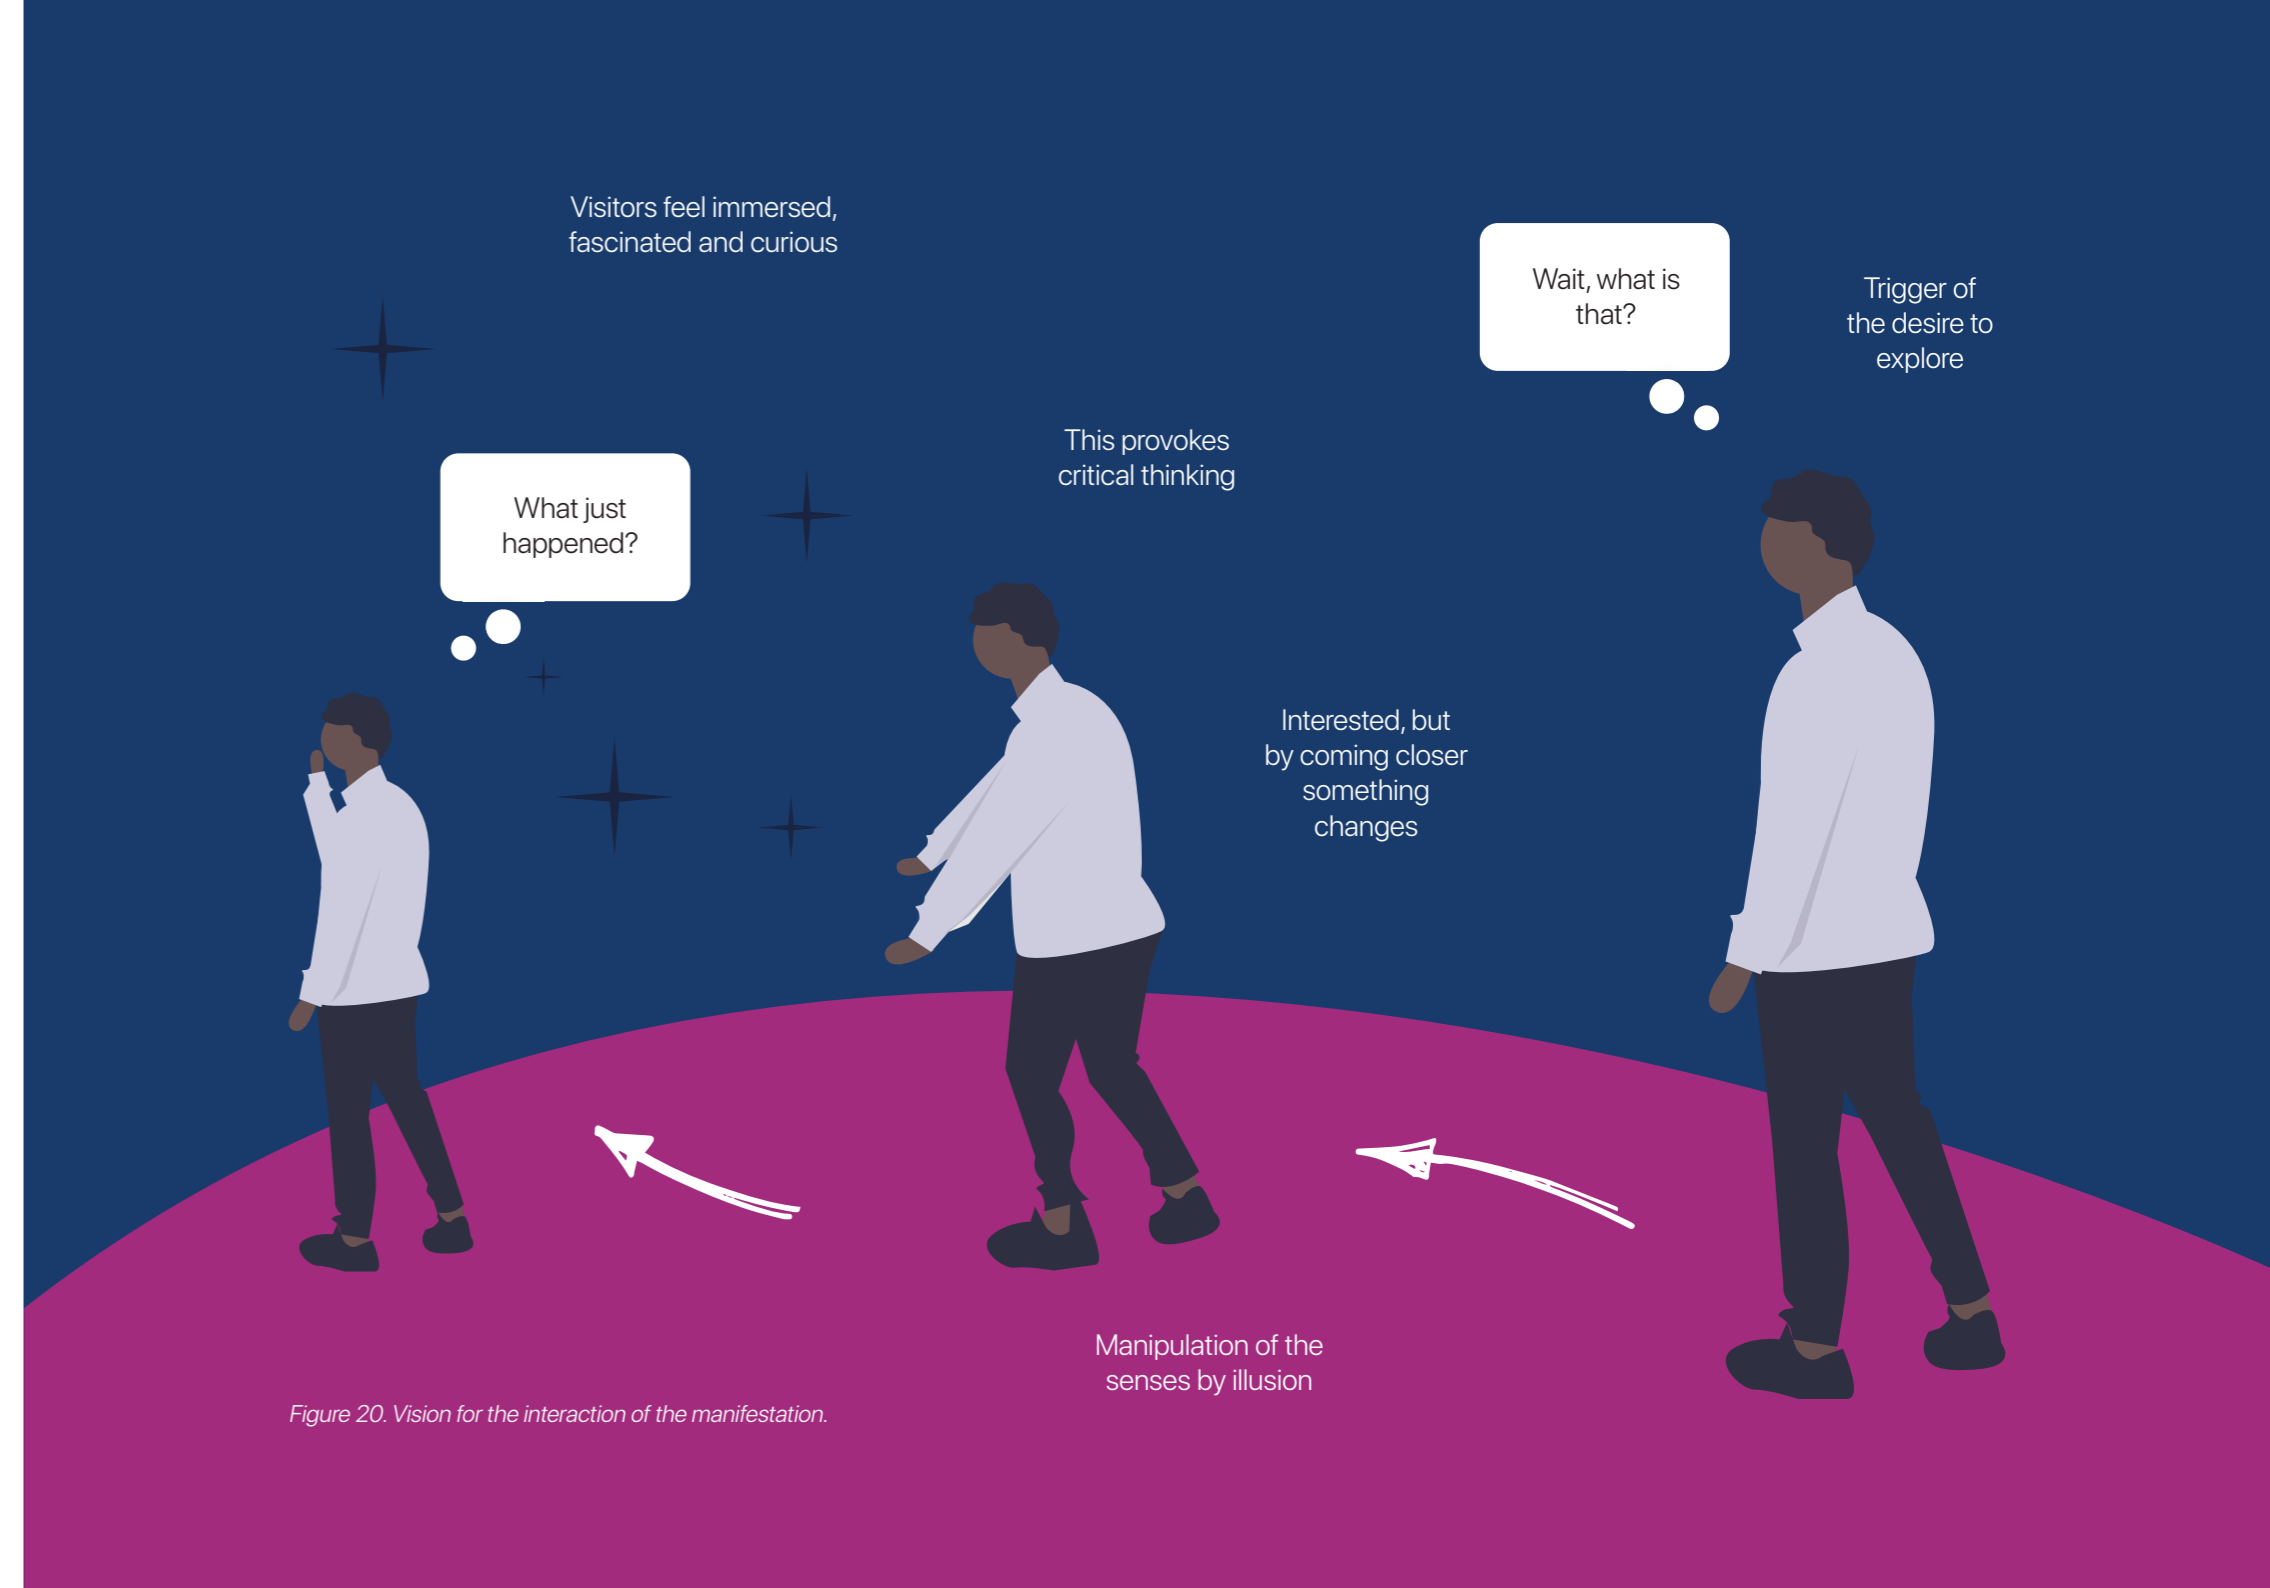 Visitors feel immersed,
fascinated and curious
Wait, what is
that?
Trigger of
the desire to
explore
This provokes
critical thinking
What just
happened?
Interested, but
by coming closer
something
changes
Manipulation of the
senses by illusion
Figure 20. Vision for the interaction of the manifestation.